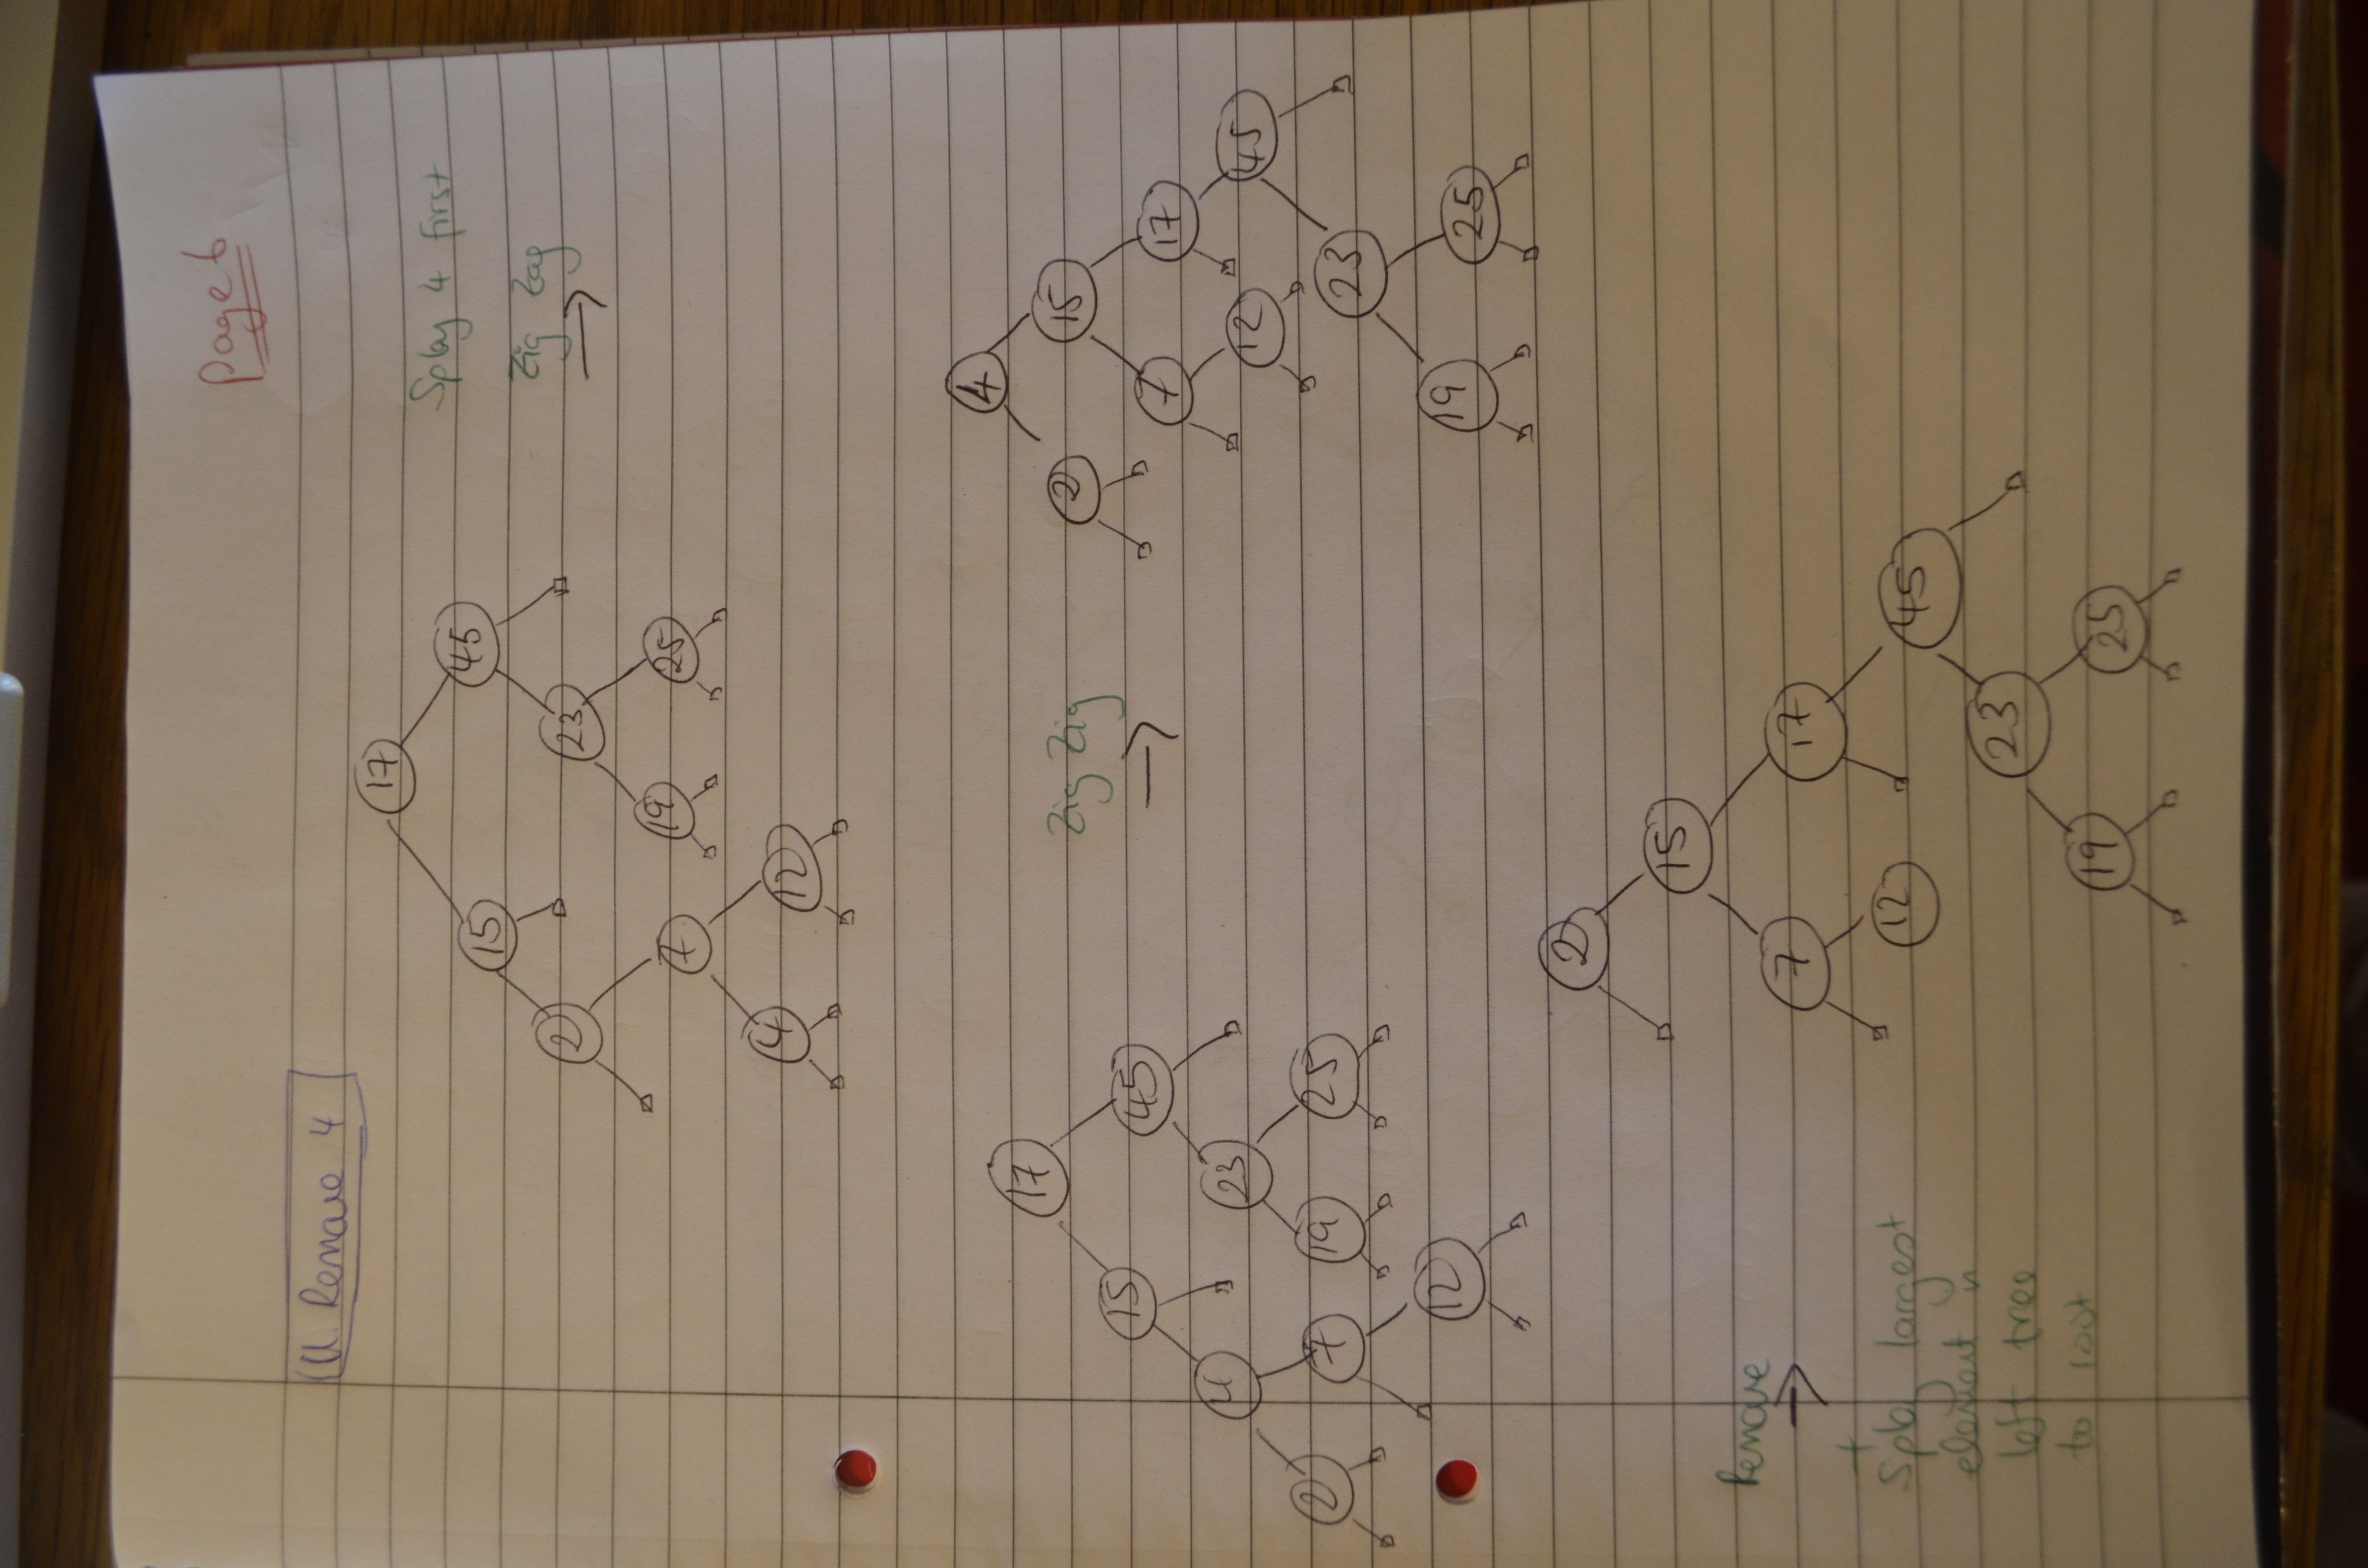 Page 6
11. Remove 4
17
Splay 4 first
15 45
Zig Zag
2 23
7 19 25
4 12
4
17
Zig Zig
2 15
15 45
7 17
4 23
12 45
2 7 19 25
23
12
19 25
2
15
Remove
7 17
+
Splay largest
12 45
element in
23
left tree
to root
19 25